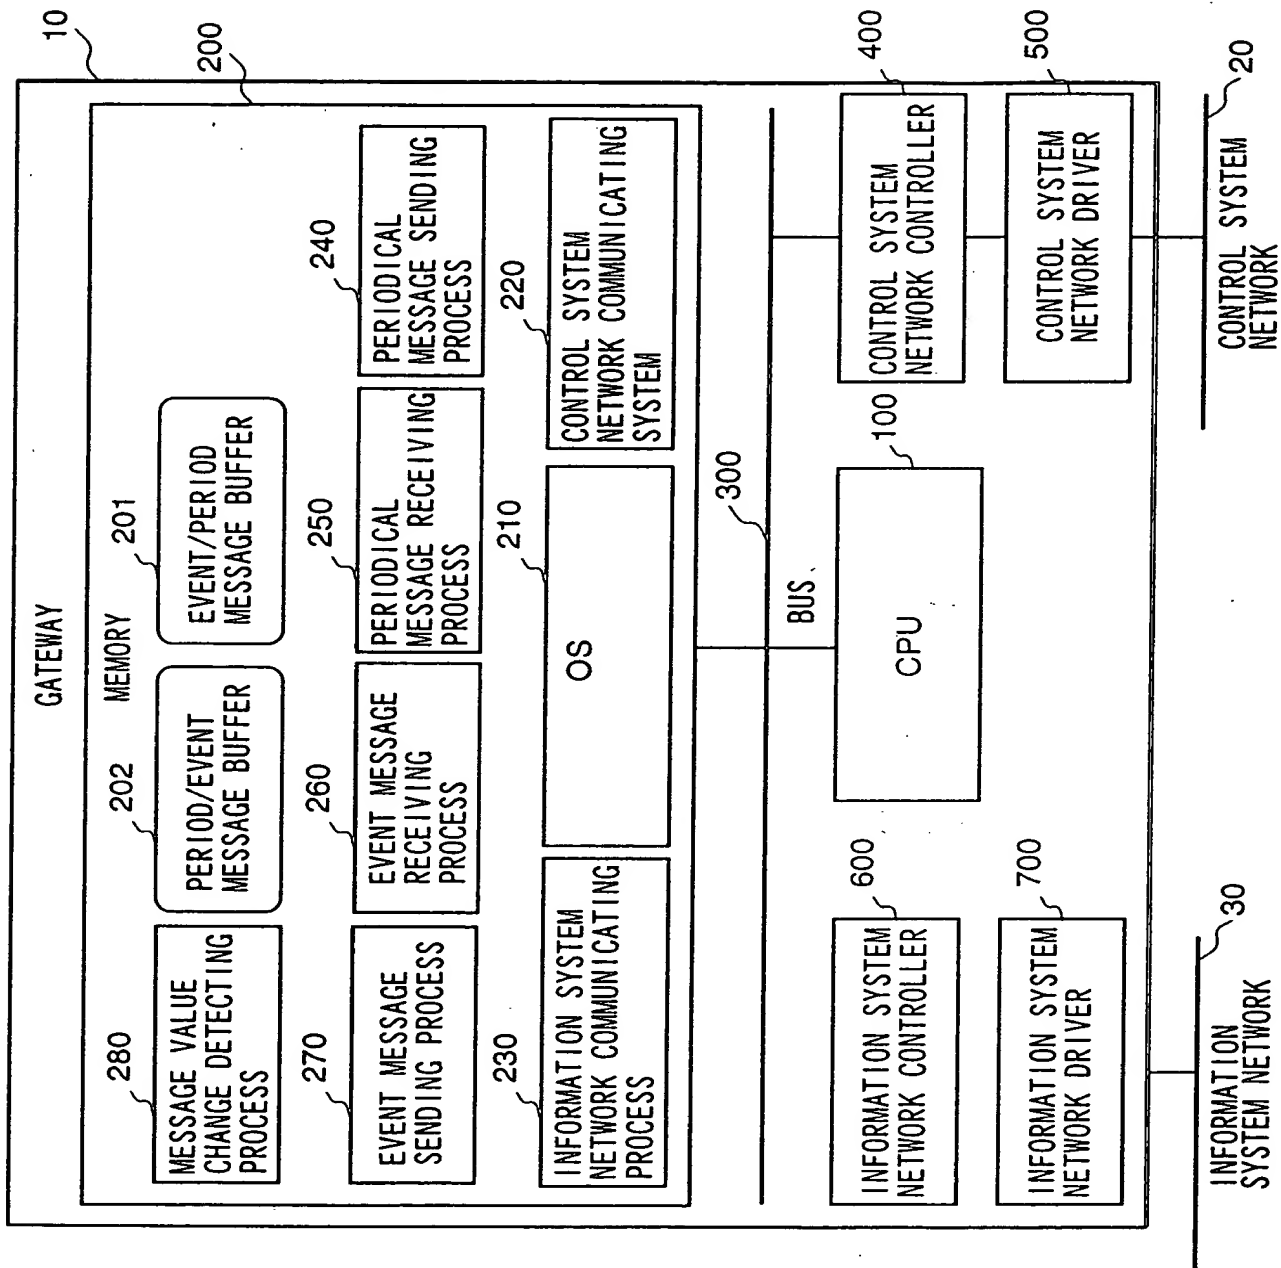 GATEWAY
10
MEMORY
200
280
202
201
MESSAGE VALUE
CHANGE DETECTING
PROCESS
PERIOD/EVENT
MESSAGE BUFFER
EVENT/PERIOD
MESSAGE BUFFER
270
260
250
240
EVENT MESSAGE
SENDING PROCESS
EVENT MESSAGE
RECEIVING
PROCESS
PERIODICAL
MESSAGE RECEIVING
PROCESS
PERIODICAL
MESSAGE SENDING
PROCESS
230
210
220
INFORMATION SYSTEM
NETWORK COMMUNICATING
PROCESS
OS
CONTROL SYSTEM
NETWORK COMMUNICATING
SYSTEM
300
BUS
600
100
400
INFORMATION SYSTEM
NETWORK CONTROLLER
CPU
CONTROL SYSTEM
NETWORK CONTROLLER
700
500
INFORMATION SYSTEM
NETWORK DRIVER
CONTROL SYSTEM
NETWORK DRIVER
30
20
INFORMATION
SYSTEM NETWORK
CONTROL SYSTEM
NETWORK